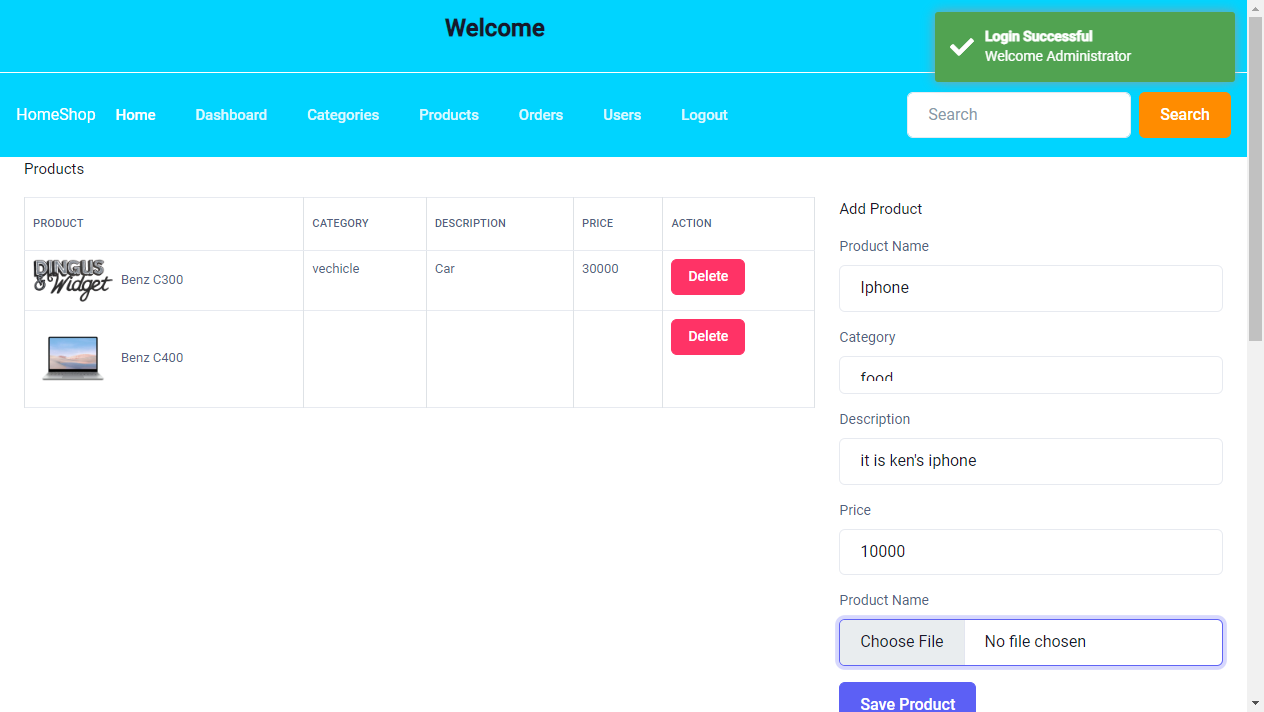 Welcome
Login Successful
Welcome Administrator
HomeShop Home Dashboard Categories Products Orders Users Logout Search Search
Products
PRODUCT CATEGORY DESCRIPTION PRICE ACTION
DINGUS
& Widget
Benz C300 vechicle Car 30000 Delete
Benz C400 Delete
Add Product
Product Name
Iphone
Category
food
Description
it is ken's iphone
Price
10000
Product Name
Choose File No file chosen
Save Product